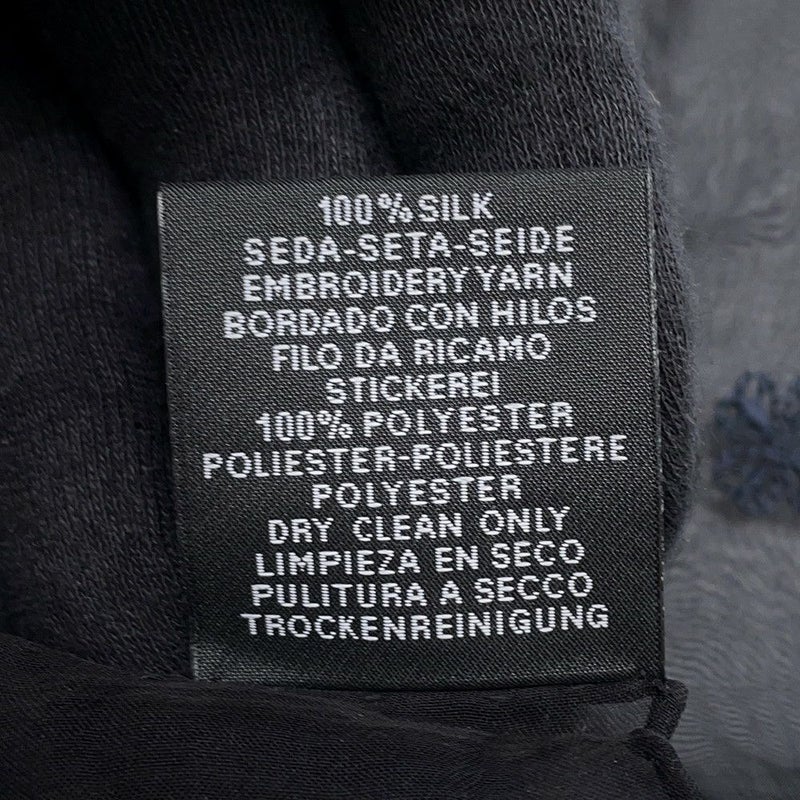 100% SILK
SEDA-SETA-SEIDE
EMBROIDERY YARN
BORDADO CON HILOS
FILO DA RICAMO
STICKEREI
100% POLYESTER
POLIESTER-POLIESTERE
POLYESTER
DRY CLEAN ONLY
LIMPIEZA EN SECO
PULITURA A SECCO
TROCKENREINIGUNG